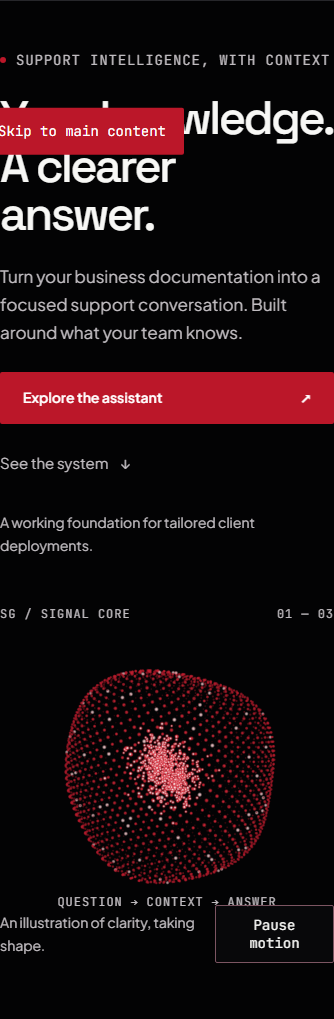 SUPPORT INTELLIGENCE, WITH CONTEXT
Skip to main content
A clearer
answer.
Turn your business documentation into a
focused support conversation. Built
around what your team knows.
Explore the assistant ↗
See the system ↓
A working foundation for tailored client
deployments.
SG / SIGNAL CORE 01 — 03
QUESTION → CONTEXT → ANSWER
An illustration of clarity, taking
shape.
Pause
motion